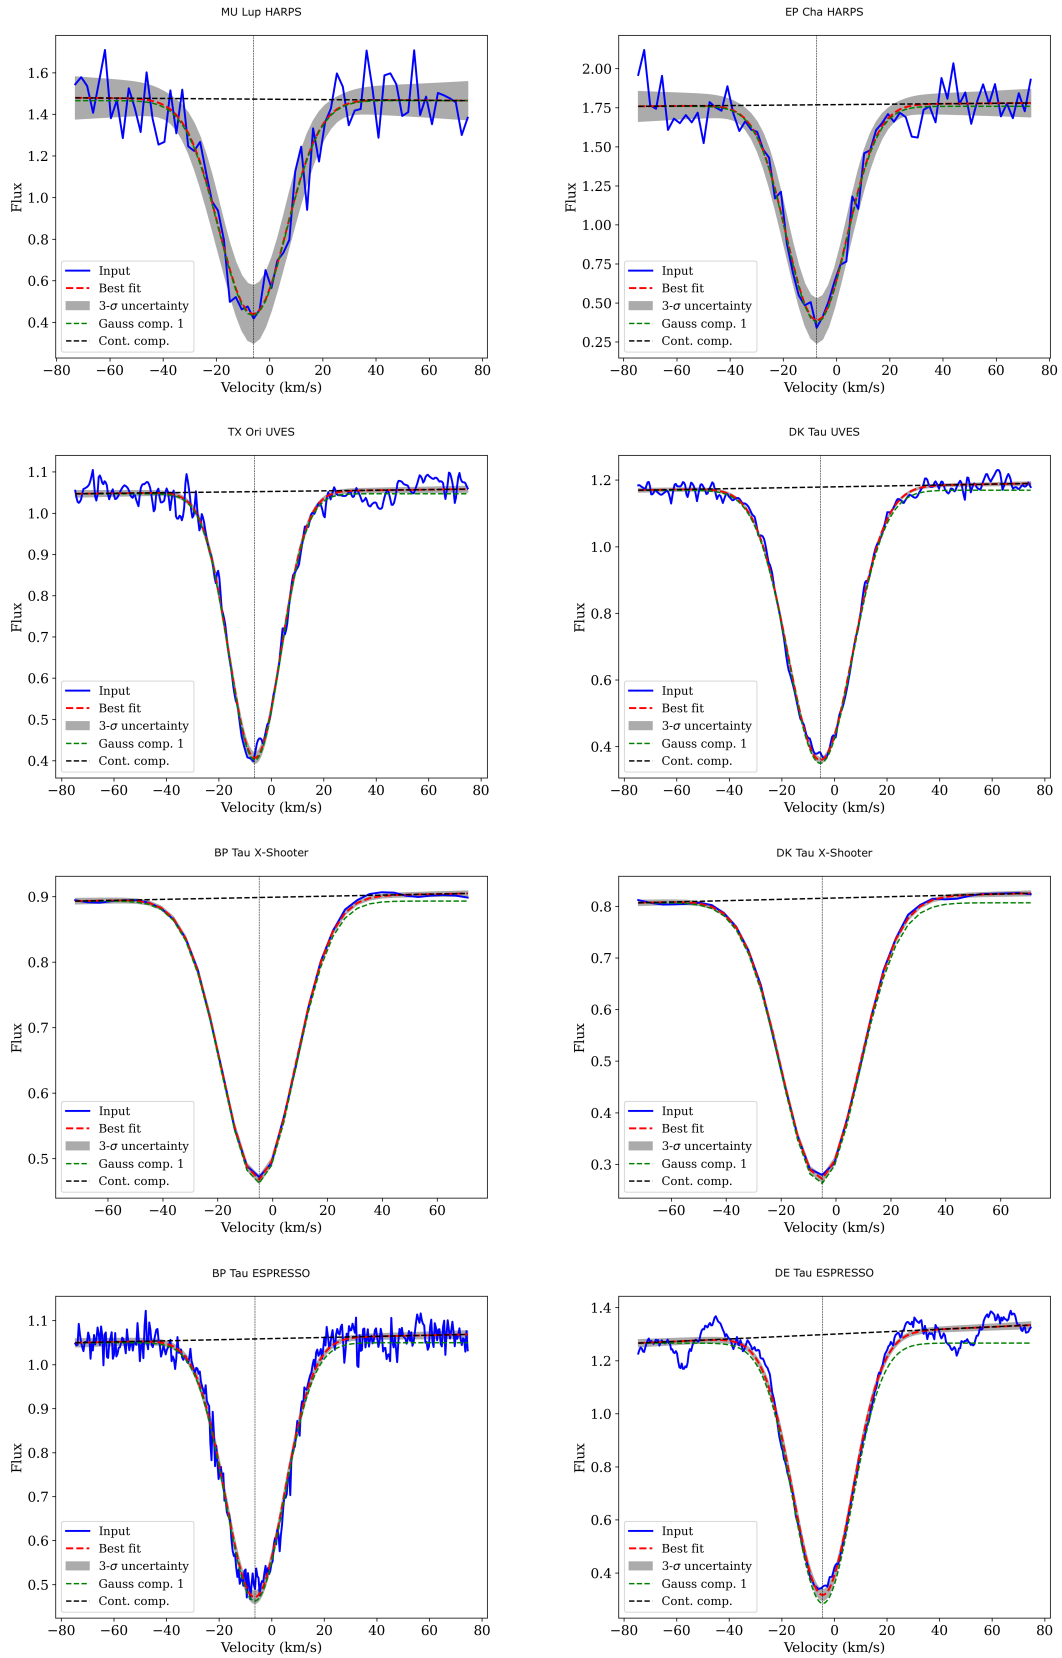 MU Lup HARPS
Flux
1.6
1.4
1.2
1.0
0.8
0.6
0.4
Input
Best fit
3-σ uncertainty
Gauss comp. 1
Cont. comp.
−80 −60 −40 −20 0 20 40 60 80
Velocity (km/s)
EP Cha HARPS
Flux
2.00
1.75
1.50
1.25
1.00
0.75
0.50
0.25
Input
Best fit
3-σ uncertainty
Gauss comp. 1
Cont. comp.
−80 −60 −40 −20 0 20 40 60 80
Velocity (km/s)
TX Ori UVES
Flux
1.1
1.0
0.9
0.8
0.7
0.6
0.5
0.4
Input
Best fit
3-σ uncertainty
Gauss comp. 1
Cont. comp.
−80 −60 −40 −20 0 20 40 60 80
Velocity (km/s)
DK Tau UVES
Flux
1.2
1.0
0.8
0.6
0.4
Input
Best fit
3-σ uncertainty
Gauss comp. 1
Cont. comp.
−80 −60 −40 −20 0 20 40 60 80
Velocity (km/s)
BP Tau X-Shooter
Flux
0.9
0.8
0.7
0.6
0.5
Input
Best fit
3-σ uncertainty
Gauss comp. 1
Cont. comp.
−60 −40 −20 0 20 40 60
Velocity (km/s)
DK Tau X-Shooter
Flux
0.8
0.7
0.6
0.5
0.4
0.3
Input
Best fit
3-σ uncertainty
Gauss comp. 1
Cont. comp.
−60 −40 −20 0 20 40 60
Velocity (km/s)
BP Tau ESPRESSO
Flux
1.1
1.0
0.9
0.8
0.7
0.6
0.5
Input
Best fit
3-σ uncertainty
Gauss comp. 1
Cont. comp.
−80 −60 −40 −20 0 20 40 60 80
Velocity (km/s)
DE Tau ESPRESSO
Flux
1.4
1.2
1.0
0.8
0.6
0.4
Input
Best fit
3-σ uncertainty
Gauss comp. 1
Cont. comp.
−80 −60 −40 −20 0 20 40 60 80
Velocity (km/s)